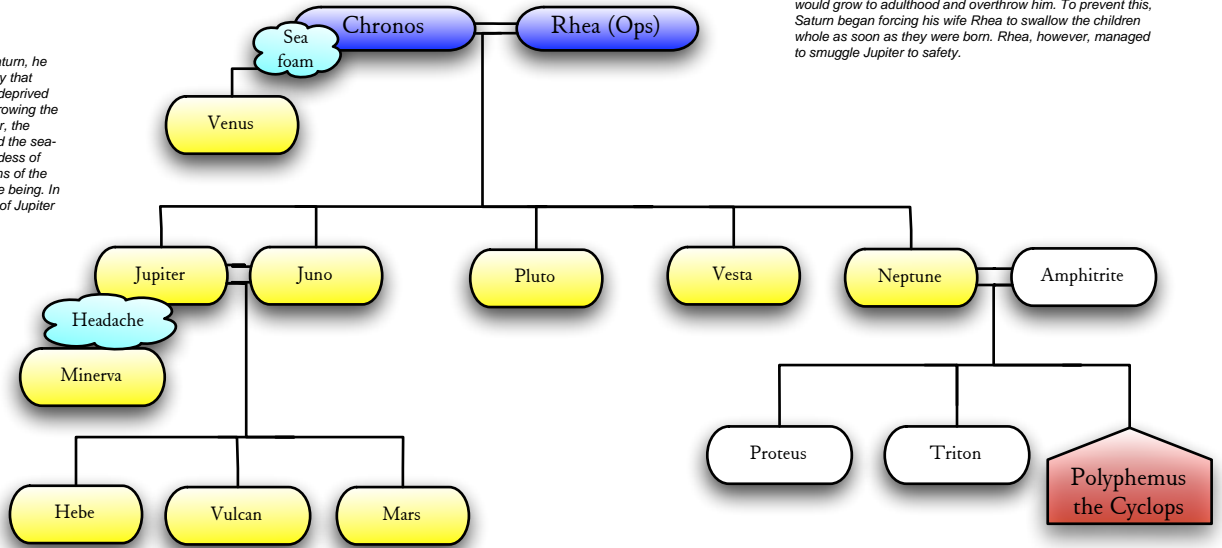 would grow to adulthood and overthrow him. To prevent this,
Saturn began forcing his wife Rhea to swallow the children
whole as soon as they were born. Rhea, however, managed
to smuggle Jupiter to safety.
Chronos
Rhea (Ops)
Sea
foam
Venus
aturn, he
y that
deprived
rowing the
r, the
d the sea-
dess of
ns of the
e being. In
of Jupiter
Jupiter
Juno
Pluto
Vesta
Neptune
Amphitrite
Headache
Minerva
Proteus
Triton
Polyphemus
the Cyclops
Hebe
Vulcan
Mars